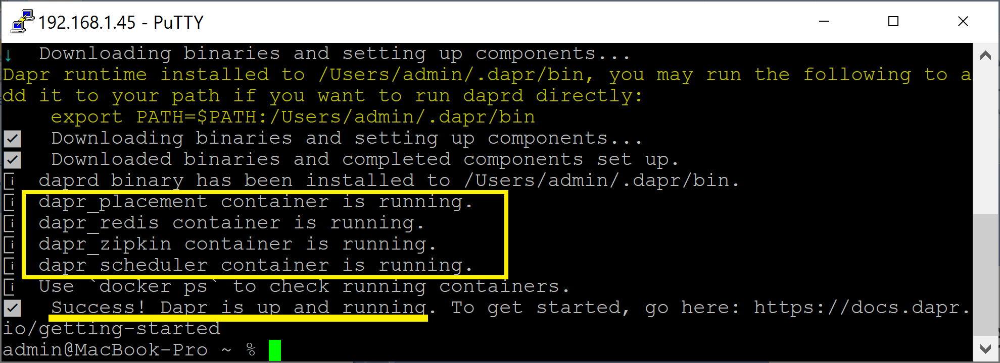 192.168.1.45 - PuTTY
↓  Downloading binaries and setting up components...
Dapr runtime installed to /Users/admin/.dapr/bin, you may run the following to a
dd it to your path if you want to run daprd directly:
    export PATH=$PATH:/Users/admin/.dapr/bin
✓  Downloading binaries and setting up components...
✓  Downloaded binaries and completed components set up.
i  daprd binary has been installed to /Users/admin/.dapr/bin.
i  dapr_placement container is running.
i  dapr_redis container is running.
i  dapr_zipkin container is running.
i  dapr_scheduler container is running.
i  Use `docker ps` to check running containers.
✓  Success! Dapr is up and running. To get started, go here: https://docs.dapr.
io/getting-started
admin@MacBook-Pro ~ %